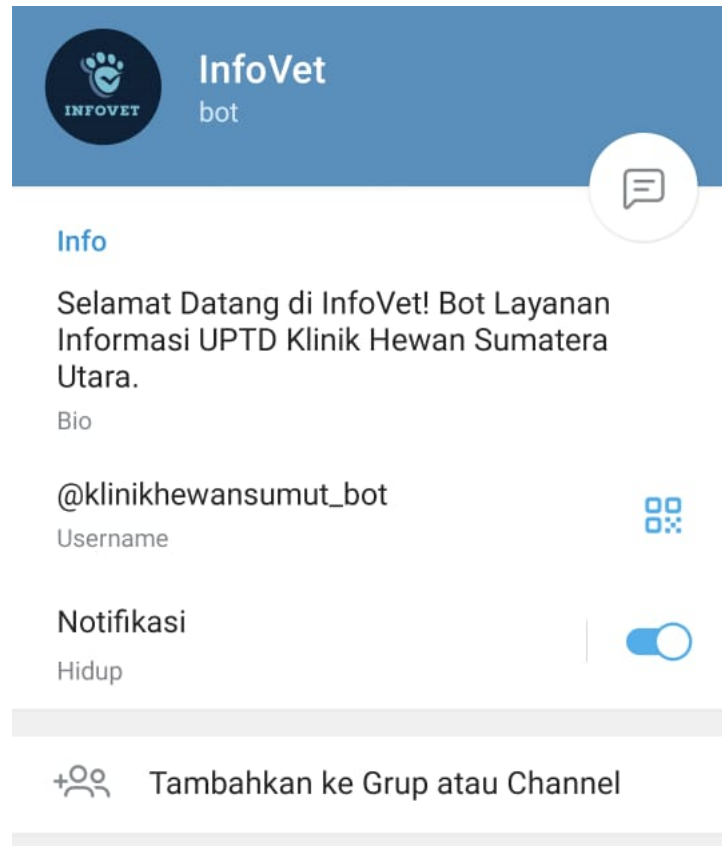 INFOVET
InfoVet
bot
Info
Selamat Datang di InfoVet! Bot Layanan
Informasi UPTD Klinik Hewan Sumatera
Utara.
Bio
@klinikhewansumut_bot
Username
Notifikasi
Hidup
Tambahkan ke Grup atau Channel